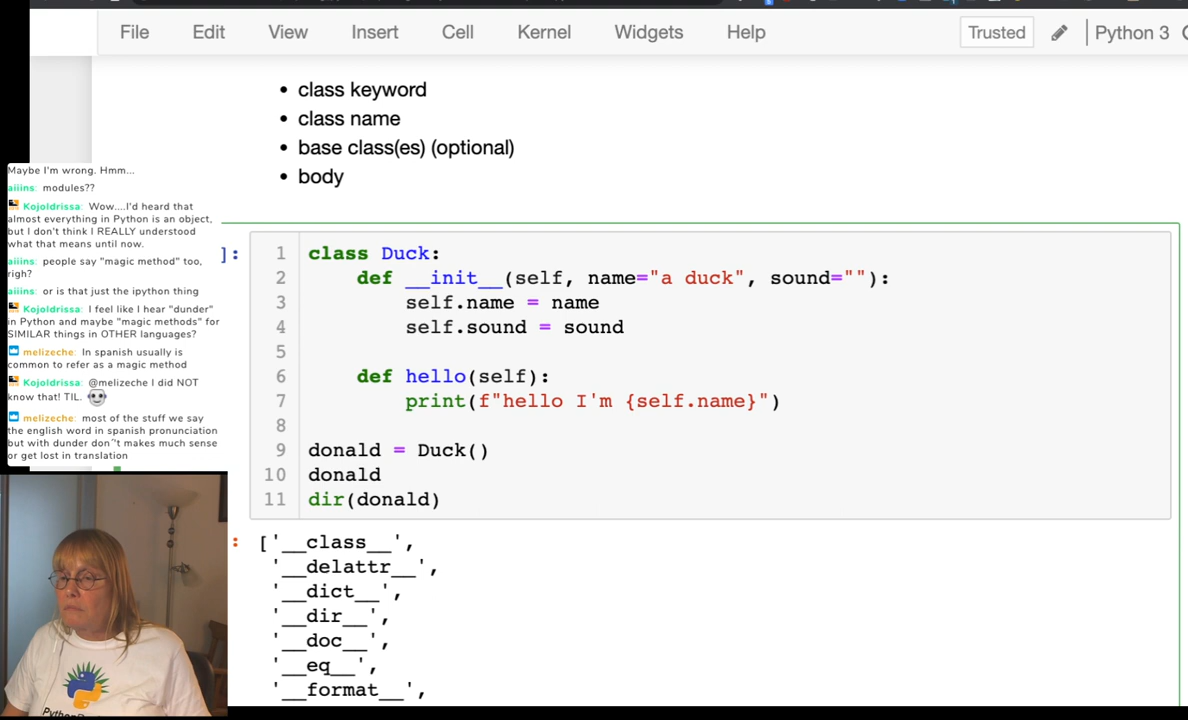 File Edit View Insert Cell Kernel Widgets Help Trusted Python 3
• class keyword
• class name
• base class(es) (optional)
• body
Maybe I'm wrong. Hmm...
aiiins: modules??
Kojoldrissa: Wow....I'd heard that
almost everything in Python is an object,
but I don't think I REALLY understood
what that means until now.
aiiins: people say "magic method" too,
righ?
aiiins: or is that just the ipython thing
Kojoldrissa: I feel like I hear "dunder"
in Python and maybe "magic methods" for
SIMILAR things in OTHER languages?
melizeche: In spanish usually is
common to refer as a magic method
Kojoldrissa: @melizeche I did NOT
know that! TIL.
melizeche: most of the stuff we say
the english word in spanish pronunciation
but with dunder don´'t makes much sense
or get lost in translation
]:
1 class Duck:
2     def __init__(self, name="a duck", sound=""):
3         self.name = name
4         self.sound = sound
5
6     def hello(self):
7         print(f"hello I'm {self.name}")
8
9 donald = Duck()
10 donald
11 dir(donald)
: ['__class__',
'__delattr__',
'__dict__',
'__dir__',
'__doc__',
'__eq__',
'__format__',